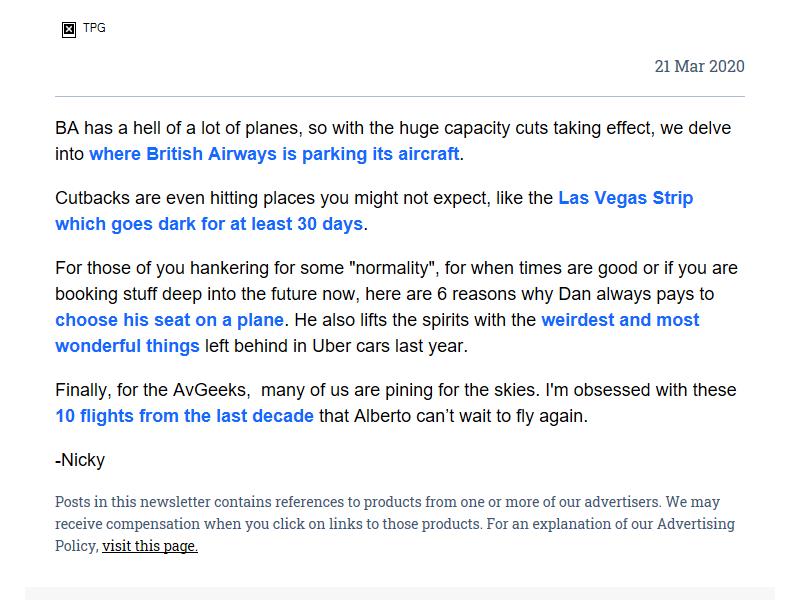 TPG
21 Mar 2020
BA has a hell of a lot of planes, so with the huge capacity cuts taking effect, we delve
into where British Airways is parking its aircraft.
Cutbacks are even hitting places you might not expect, like the Las Vegas Strip
which goes dark for at least 30 days.
For those of you hankering for some "normality", for when times are good or if you are
booking stuff deep into the future now, here are 6 reasons why Dan always pays to
choose his seat on a plane. He also lifts the spirits with the weirdest and most
wonderful things left behind in Uber cars last year.
Finally, for the AvGeeks,  many of us are pining for the skies. I'm obsessed with these
10 flights from the last decade that Alberto can’t wait to fly again.
-Nicky
Posts in this newsletter contains references to products from one or more of our advertisers. We may
receive compensation when you click on links to those products. For an explanation of our Advertising
Policy, visit this page.